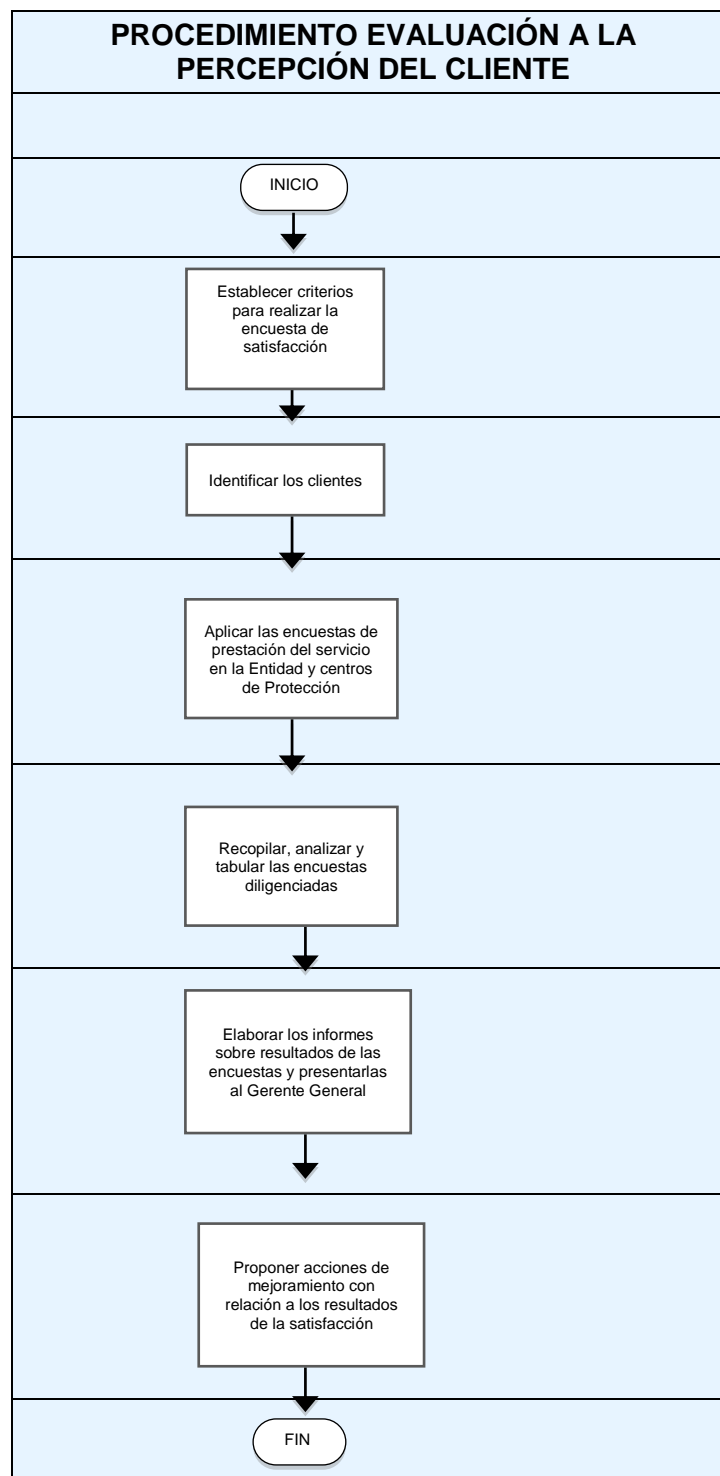 PROCEDIMIENTO EVALUACIÓN A LA
PERCEPCIÓN DEL CLIENTE
INICIO
Establecer criterios
para realizar la
encuesta de
satisfacción
Identificar los clientes
Aplicar las encuestas de
prestación del servicio
en la Entidad y centros
de Protección
Recopilar, analizar y
tabular las encuestas
diligenciadas
Elaborar los informes
sobre resultados de las
encuestas y presentarlas
al Gerente General
Proponer acciones de
mejoramiento con
relación a los resultados
de la satisfacción
FIN